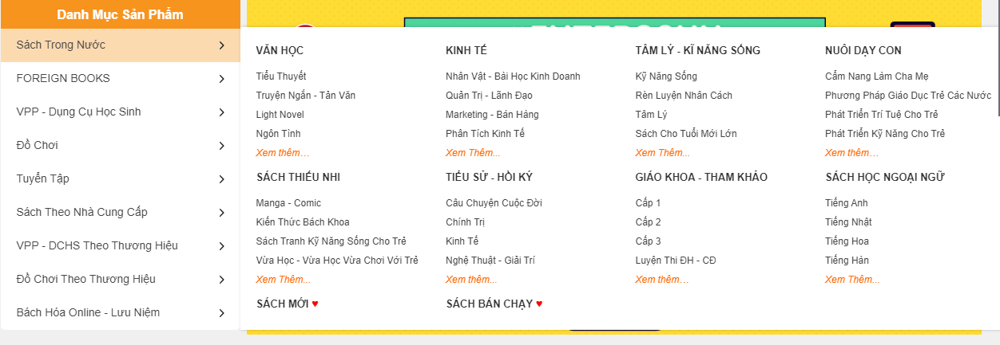 Danh Mục Sản Phẩm
Sách Trong Nước
FOREIGN BOOKS
VPP - Dụng Cụ Học Sinh
Đồ Chơi
Tuyển Tập
Sách Theo Nhà Cung Cấp
VPP - DCHS Theo Thương Hiệu
Đồ Chơi Theo Thương Hiệu
Bách Hóa Online - Lưu Niệm
VĂN HỌC
Tiểu Thuyết
Truyện Ngắn - Tản Văn
Light Novel
Ngôn Tình
Xem thêm…
KINH TẾ
Nhân Vật - Bài Học Kinh Doanh
Quản Trị - Lãnh Đạo
Marketing - Bán Hàng
Phân Tích Kinh Tế
Xem Thêm...
TÂM LÝ - KĨ NĂNG SỐNG
Kỹ Năng Sống
Rèn Luyện Nhân Cách
Tâm Lý
Sách Cho Tuổi Mới Lớn
Xem Thêm...
NUÔI DẠY CON
Cẩm Nang Làm Cha Mẹ
Phương Pháp Giáo Dục Trẻ Các Nước
Phát Triển Trí Tuệ Cho Trẻ
Phát Triển Kỹ Năng Cho Trẻ
Xem thêm…
SÁCH THIẾU NHI
Manga - Comic
Kiến Thức Bách Khoa
Sách Tranh Kỹ Năng Sống Cho Trẻ
Vừa Học - Vừa Học Vừa Chơi Với Trẻ
Xem Thêm...
TIỂU SỬ - HỒI KÝ
Câu Chuyện Cuộc Đời
Chính Trị
Kinh Tế
Nghệ Thuật - Giải Trí
Xem thêm...
GIÁO KHOA - THAM KHẢO
Cấp 1
Cấp 2
Cấp 3
Luyện Thi ĐH - CĐ
Xem thêm…
SÁCH HỌC NGOẠI NGỮ
Tiếng Anh
Tiếng Nhật
Tiếng Hoa
Tiếng Hàn
Xem Thêm...
SÁCH MỚI ♥
SÁCH BÁN CHẠY ♥